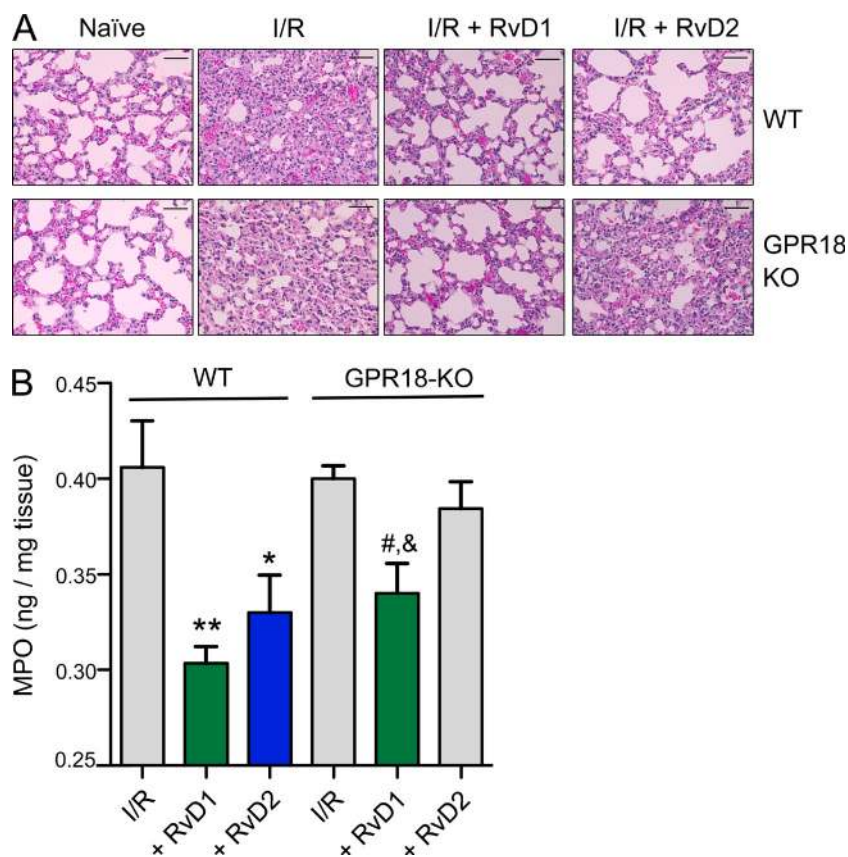 A
Naïve I/R I/R + RvD1 I/R + RvD2
WT
GPR18
KO
B
WT GPR18-KO
MPO (ng / mg tissue)
0.45
0.40
0.35
0.30
0.25
**
*
#,&
I/R + RvD1 + RvD2 I/R + RvD1 + RvD2